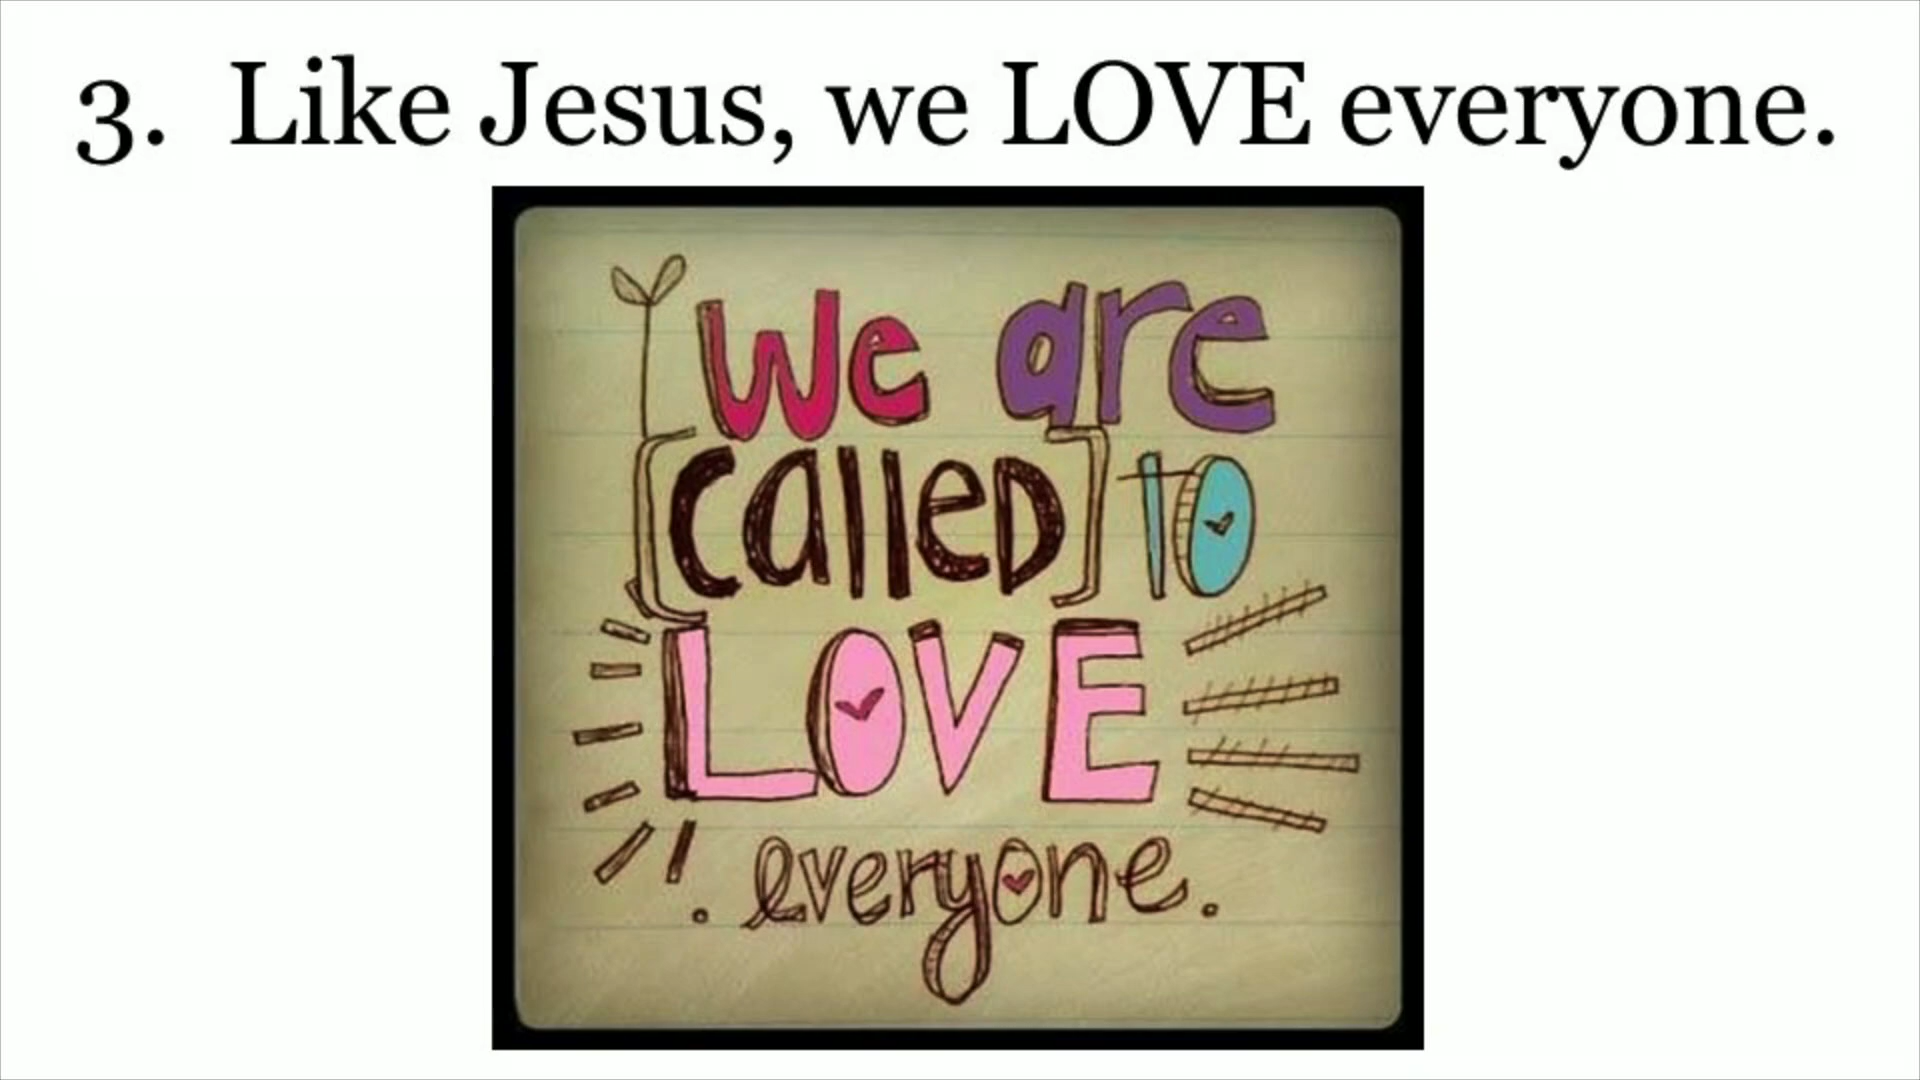 3. Like Jesus, we LOVE everyone.
We are
[called] to
LOVE
. everyone.